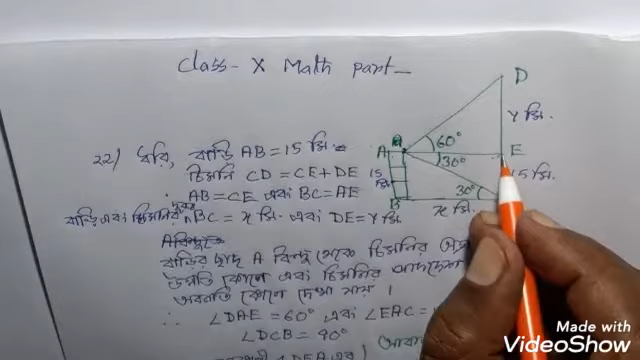 Class - X Math part -
২২) ধরি, বাড়ি AB = 15 মি.
চিমনি CD = CE + DE
∴ AB = CE এবং BC = AE
বাড়ি এবং চিমনির দূরত্ব BC = x মি. এবং DE = y মি.
A বিন্দুতে
বাড়ির ছাদ A বিন্দু থেকে চিমনির
উন্নতি কোণে এবং চিমনির পাদদেশ
অবনতি কোণে দেখা যায়।
∴ ∠DAE = 60° এবং ∠EAC =
∠DCB = 90°
D
y মি.
A 60° E
30°
15 মি. 15 মি.
30°
B x মি.
Made with
VideoShow